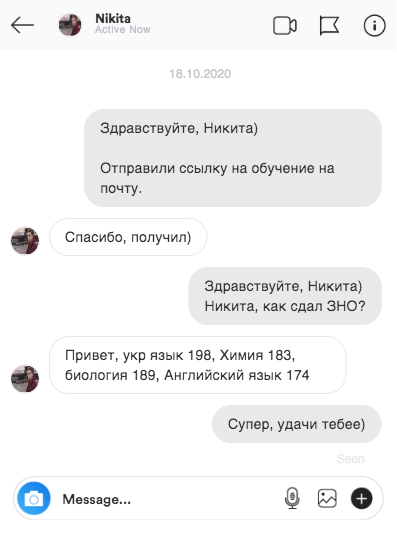 Nikita
Active Now
18.10.2020
Здравствуйте, Никита)
Отправили ссылку на обучение на
почту.
Спасибо, получил)
Здравствуйте, Никита)
Никита, как сдал ЗНО?
Привет, укр язык 198, Химия 183,
биология 189, Английский язык 174
Супер, удачи тебее)
Seen
Message...